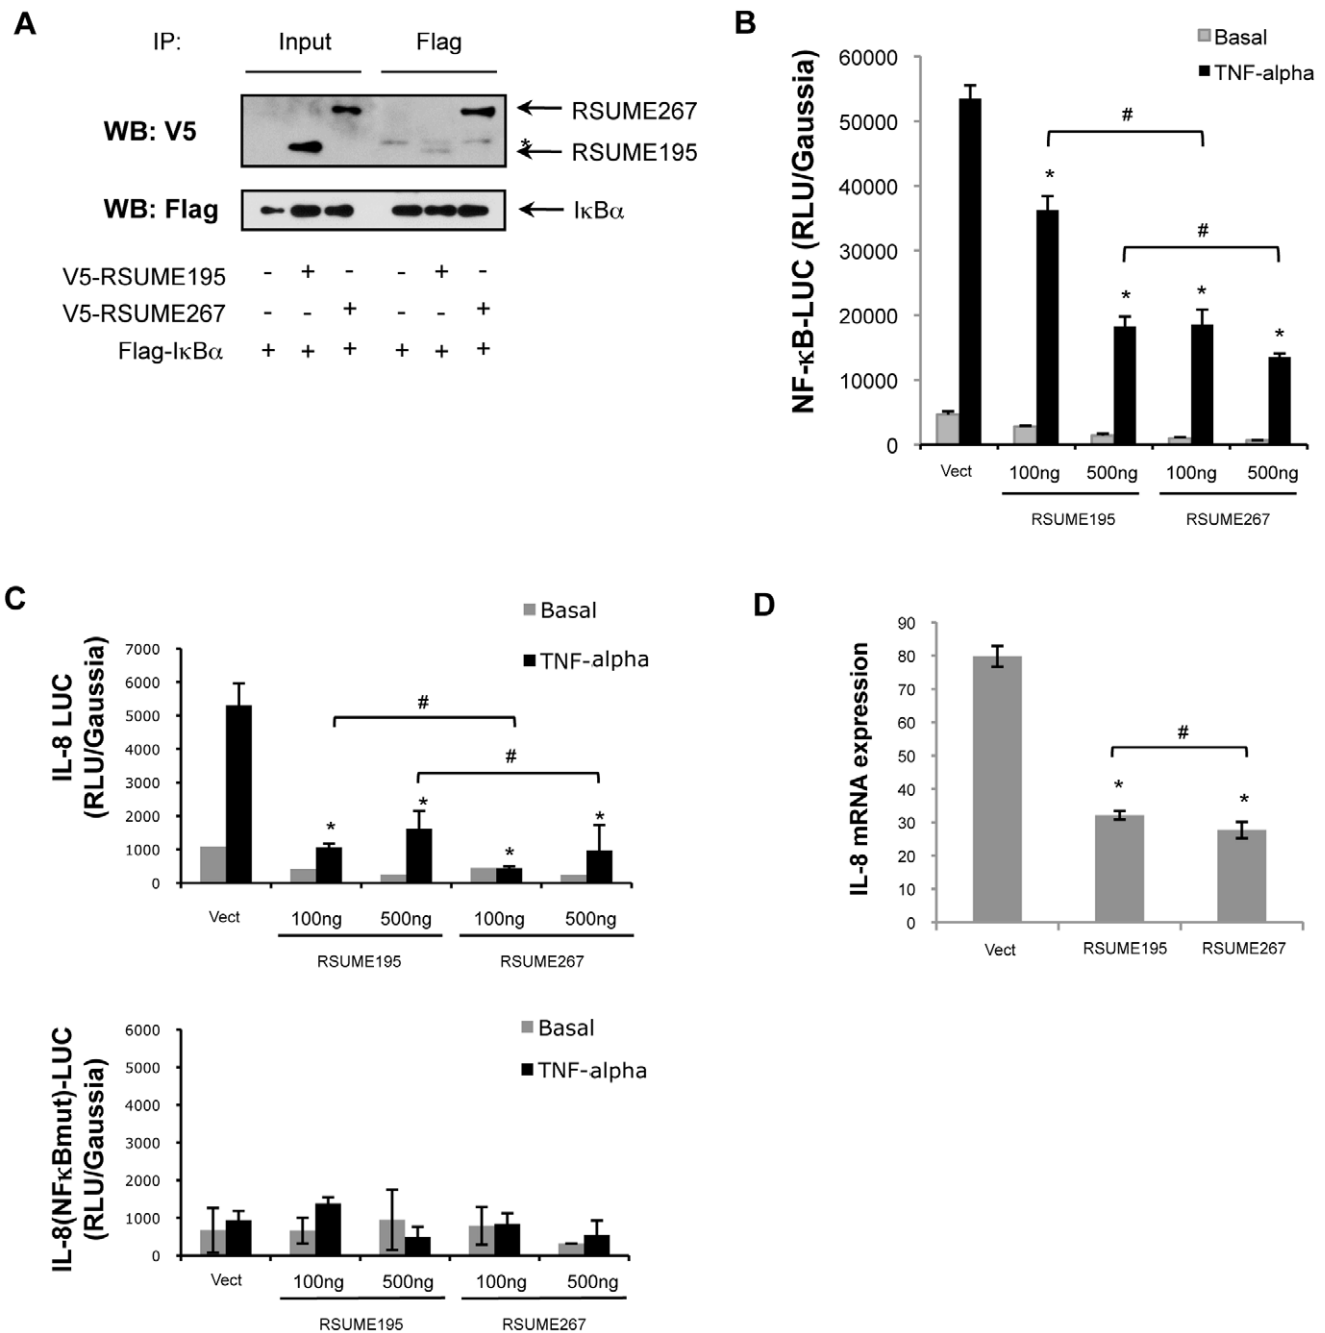 A
IP: Input Flag
WB: V5
RSUME267
*
RSUME195
WB: Flag
IκBα
V5-RSUME195 - + - - + -
V5-RSUME267 - - + - - +
Flag-IκBα + + + + + +
B
Basal
TNF-alpha
NF-κB-LUC (RLU/Gaussia)
60000
50000
40000
30000
20000
10000
0
#
*
#
* *
*
Vect 100ng 500ng 100ng 500ng
RSUME195 RSUME267
C
Basal
TNF-alpha
IL-8 LUC
(RLU/Gaussia)
7000
6000
5000
4000
3000
2000
1000
0
#
#
* * * *
Vect 100ng 500ng 100ng 500ng
RSUME195 RSUME267
D
IL-8 mRNA expression
90
80
70
60
50
40
30
20
10
0
#
* *
Vect RSUME195 RSUME267
Basal
TNF-alpha
IL-8(NFκBmut)-LUC
(RLU/Gaussia)
6000
5000
4000
3000
2000
1000
0
Vect 100ng 500ng 100ng 500ng
RSUME195 RSUME267